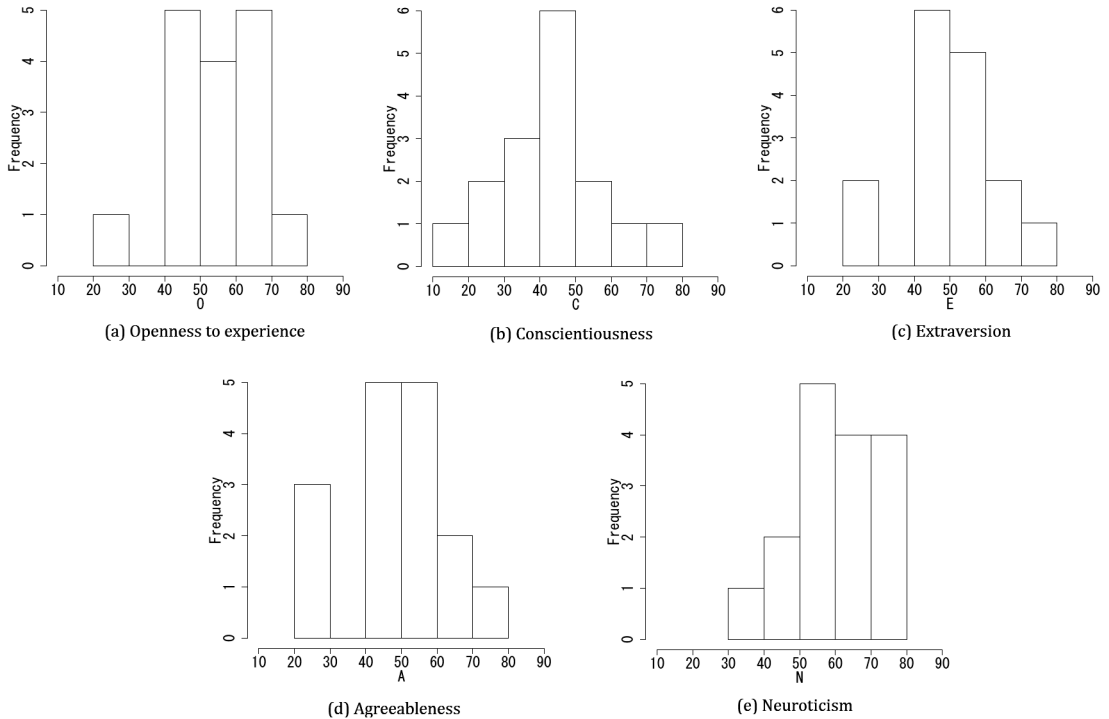 Frequency
5
4
3
2
1
0
10 20 30 40 50 60 70 80 90
O
(a) Openness to experience
Frequency
6
5
4
3
2
1
0
10 20 30 40 50 60 70 80 90
C
(b) Conscientiousness
Frequency
6
5
4
3
2
1
0
10 20 30 40 50 60 70 80 90
E
(c) Extraversion
Frequency
5
4
3
2
1
0
10 20 30 40 50 60 70 80 90
A
(d) Agreeableness
Frequency
5
4
3
2
1
0
10 20 30 40 50 60 70 80 90
N
(e) Neuroticism